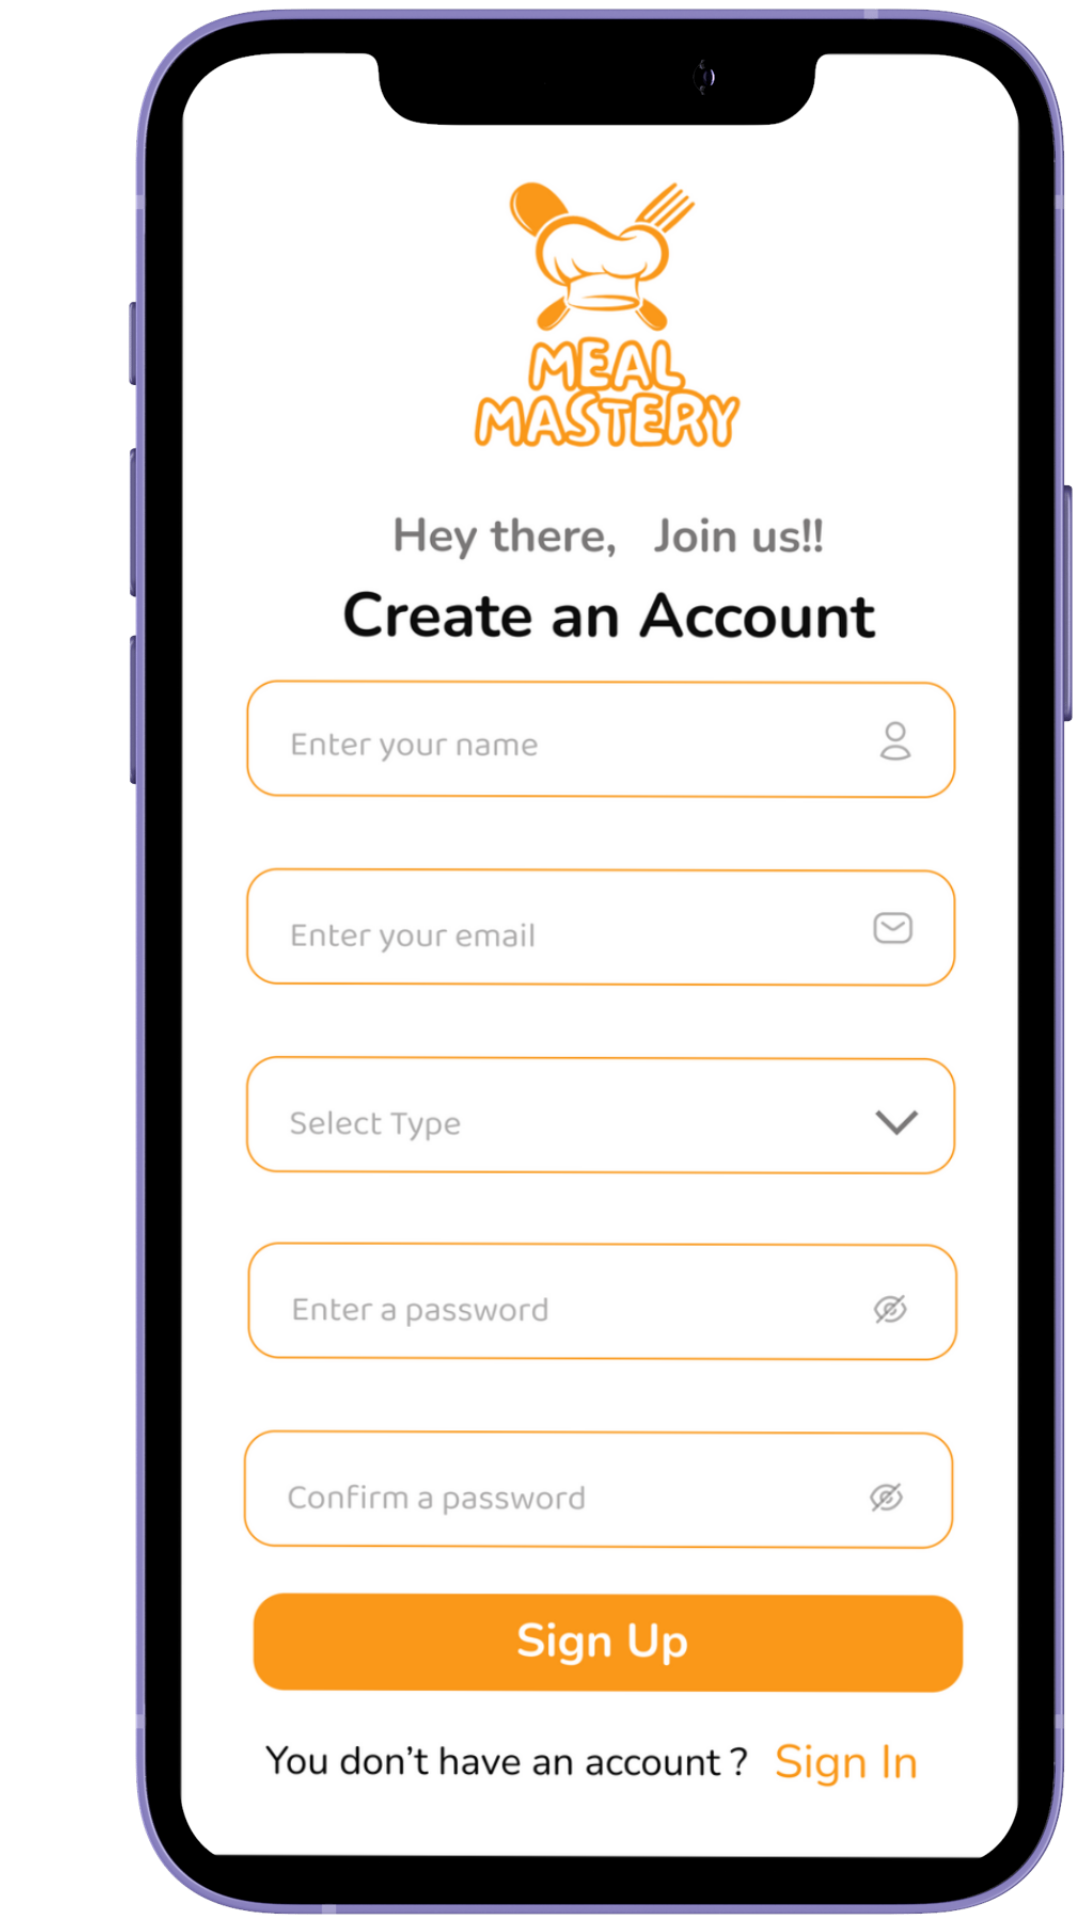 MEAL
MASTERY
Hey there, Join us!!
Create an Account
Enter your name
Enter your email
Select Type
Enter a password
Confirm a password
Sign Up
You don't have an account ? Sign In